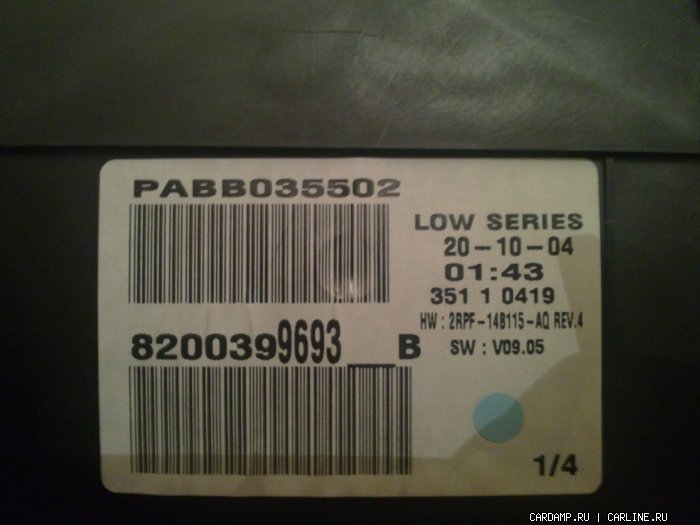 PABB035502
LOW SERIES
20-10-04
01:43
351 1 0419
HW : 2RPF-14B115-AQ REV.4
8200399693__B
SW : V09.05
1/4
CARDAMP.RU | CARLINE.RU